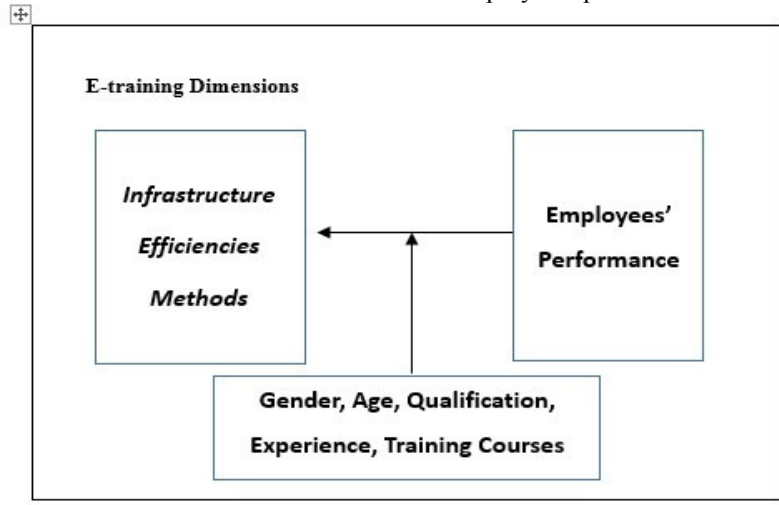 E-training Dimensions
Infrastructure
Efficiencies
Methods
Employees’
Performance
Gender, Age, Qualification,
Experience, Training Courses